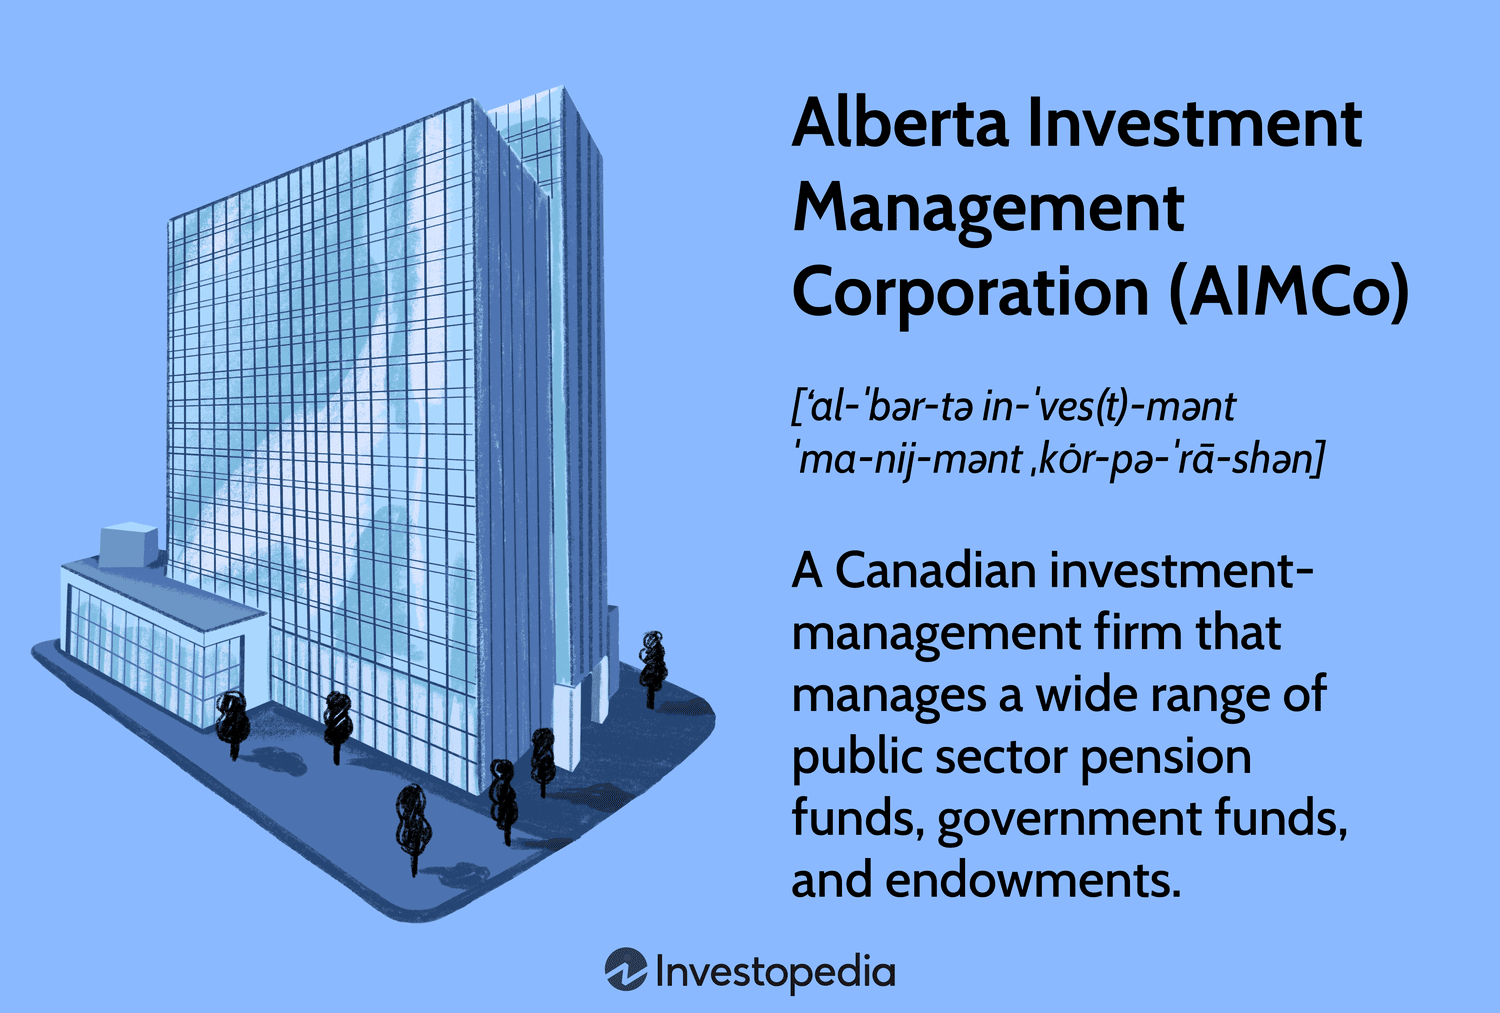 Alberta Investment
Management
Corporation (AIMCo)
[ʻal-ˈbər-tə in-ˈves(t)-mənt
ˈma-nij-mənt ˌkȯr-pə-ˈrā-shən]
A Canadian investment-
management firm that
manages a wide range of
public sector pension
funds, government funds,
and endowments.
Investopedia